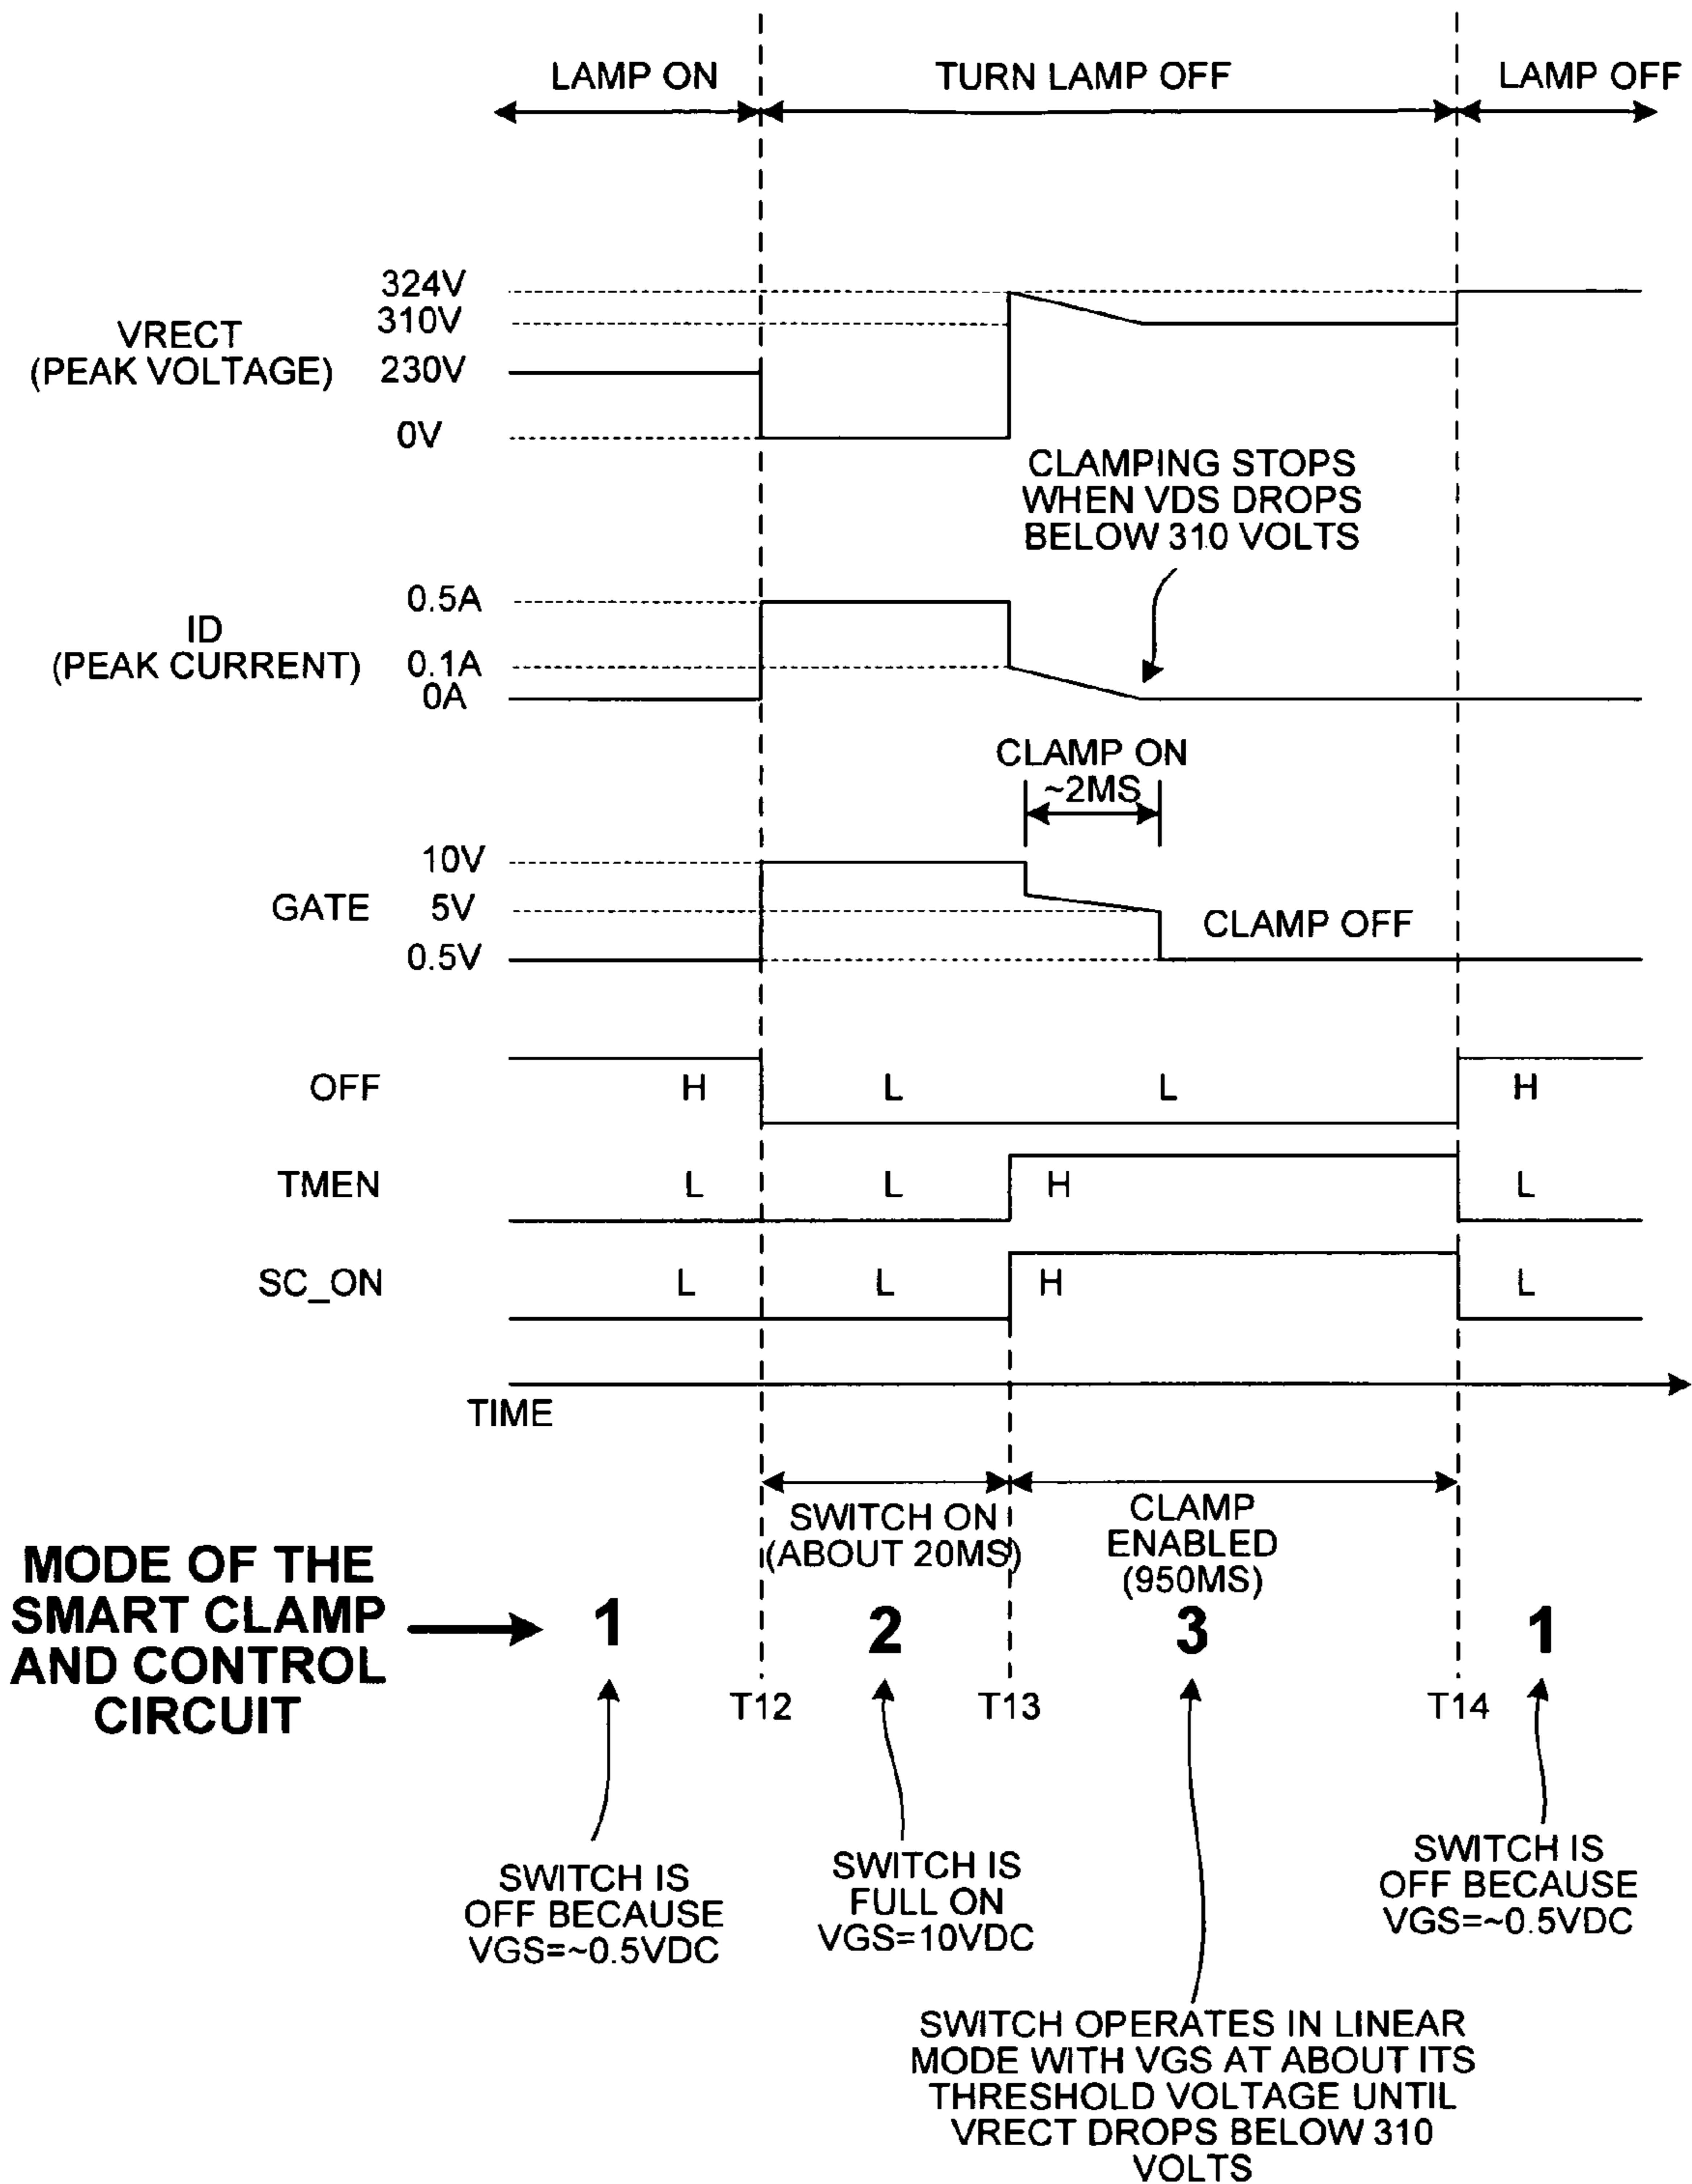 LAMP ON
TURN LAMP OFF
LAMP OFF
VRECT
(PEAK VOLTAGE)
324V
310V
230V
0V
CLAMPING STOPS
WHEN VDS DROPS
BELOW 310 VOLTS
ID
(PEAK CURRENT)
0.5A
0.1A
0A
CLAMP ON
~2MS
GATE
10V
5V
0.5V
CLAMP OFF
OFF
H
L
L
H
TMEN
L
L
H
L
SC_ON
L
L
H
L
TIME
SWITCH ON
(ABOUT 20MS)
CLAMP
ENABLED
(950MS)
MODE OF THE
SMART CLAMP
AND CONTROL
CIRCUIT
1
2
3
1
T12
T13
T14
SWITCH IS
OFF BECAUSE
VGS=~0.5VDC
SWITCH IS
FULL ON
VGS=10VDC
SWITCH OPERATES IN LINEAR
MODE WITH VGS AT ABOUT ITS
THRESHOLD VOLTAGE UNTIL
VRECT DROPS BELOW 310
VOLTS
SWITCH IS
OFF BECAUSE
VGS=~0.5VDC